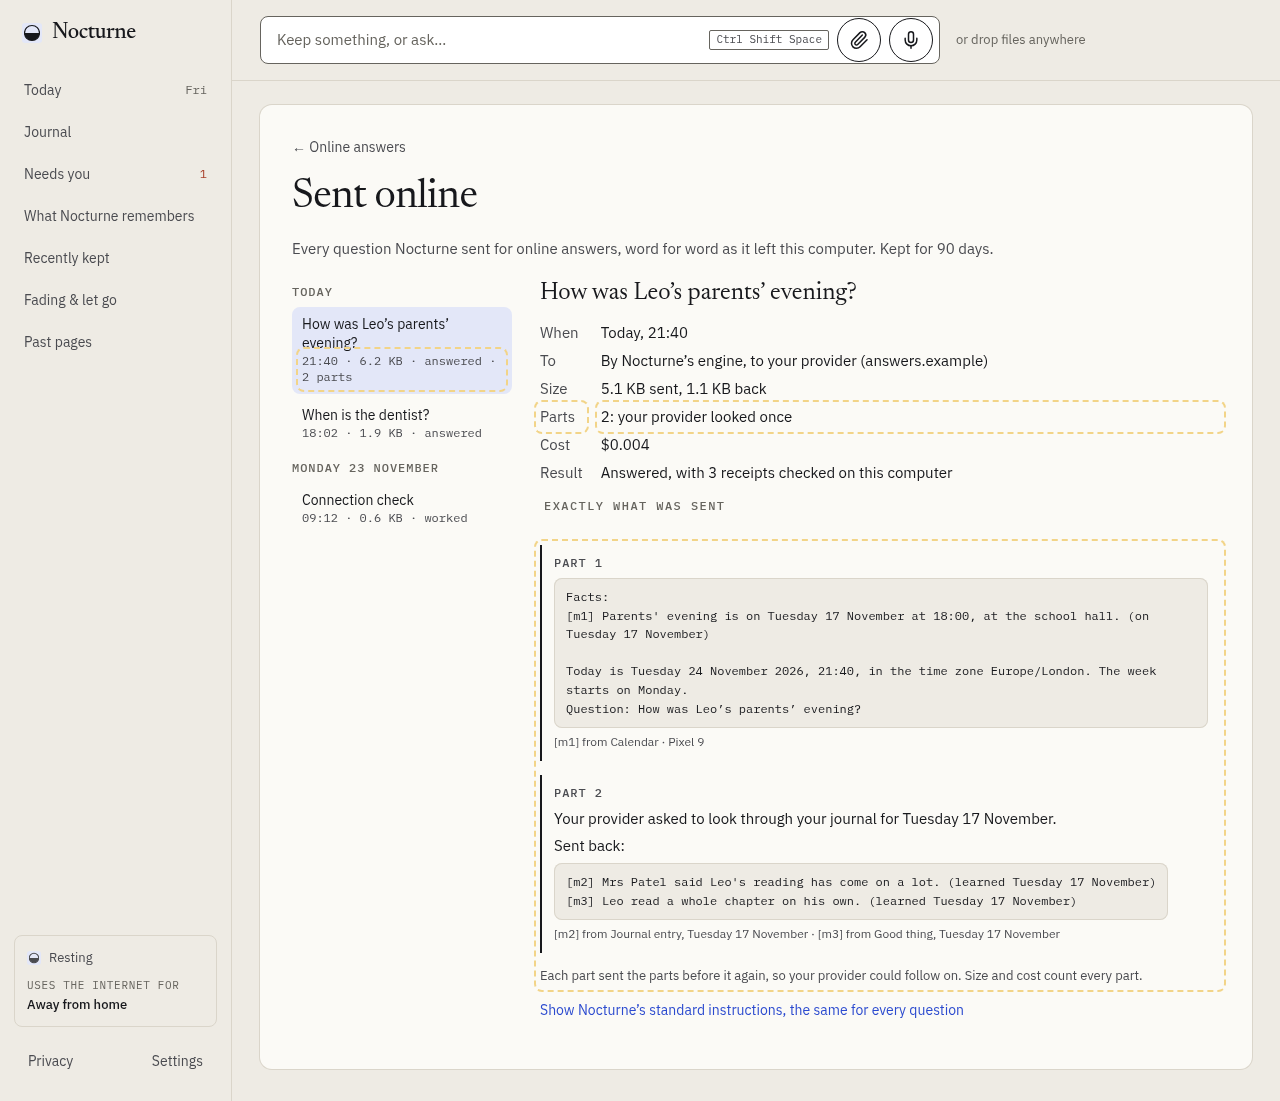 Nocturne
Today
Fri
Journal
Needs you
1
What Nocturne remembers
Recently kept
Fading & let go
Past pages
Resting
USES THE INTERNET FOR
Away from home
Privacy
Settings
Keep something, or ask…
Ctrl Shift Space
or drop files anywhere
← Online answers
Sent online
Every question Nocturne sent for online answers, word for word as it left this computer. Kept for 90 days.
TODAY
How was Leo’s parents’
evening?
21:40 · 6.2 KB · answered ·
2 parts
When is the dentist?
18:02 · 1.9 KB · answered
MONDAY 23 NOVEMBER
Connection check
09:12 · 0.6 KB · worked
How was Leo’s parents’ evening?
When Today, 21:40
To By Nocturne’s engine, to your provider (answers.example)
Size 5.1 KB sent, 1.1 KB back
Parts 2: your provider looked once
Cost $0.004
Result Answered, with 3 receipts checked on this computer
EXACTLY WHAT WAS SENT
PART 1
Facts:
[m1] Parents' evening is on Tuesday 17 November at 18:00, at the school hall. (on
Tuesday 17 November)
Today is Tuesday 24 November 2026, 21:40, in the time zone Europe/London. The week
starts on Monday.
Question: How was Leo’s parents’ evening?
[m1] from Calendar · Pixel 9
PART 2
Your provider asked to look through your journal for Tuesday 17 November.
Sent back:
[m2] Mrs Patel said Leo's reading has come on a lot. (learned Tuesday 17 November)
[m3] Leo read a whole chapter on his own. (learned Tuesday 17 November)
[m2] from Journal entry, Tuesday 17 November · [m3] from Good thing, Tuesday 17 November
Each part sent the parts before it again, so your provider could follow on. Size and cost count every part.
Show Nocturne’s standard instructions, the same for every question